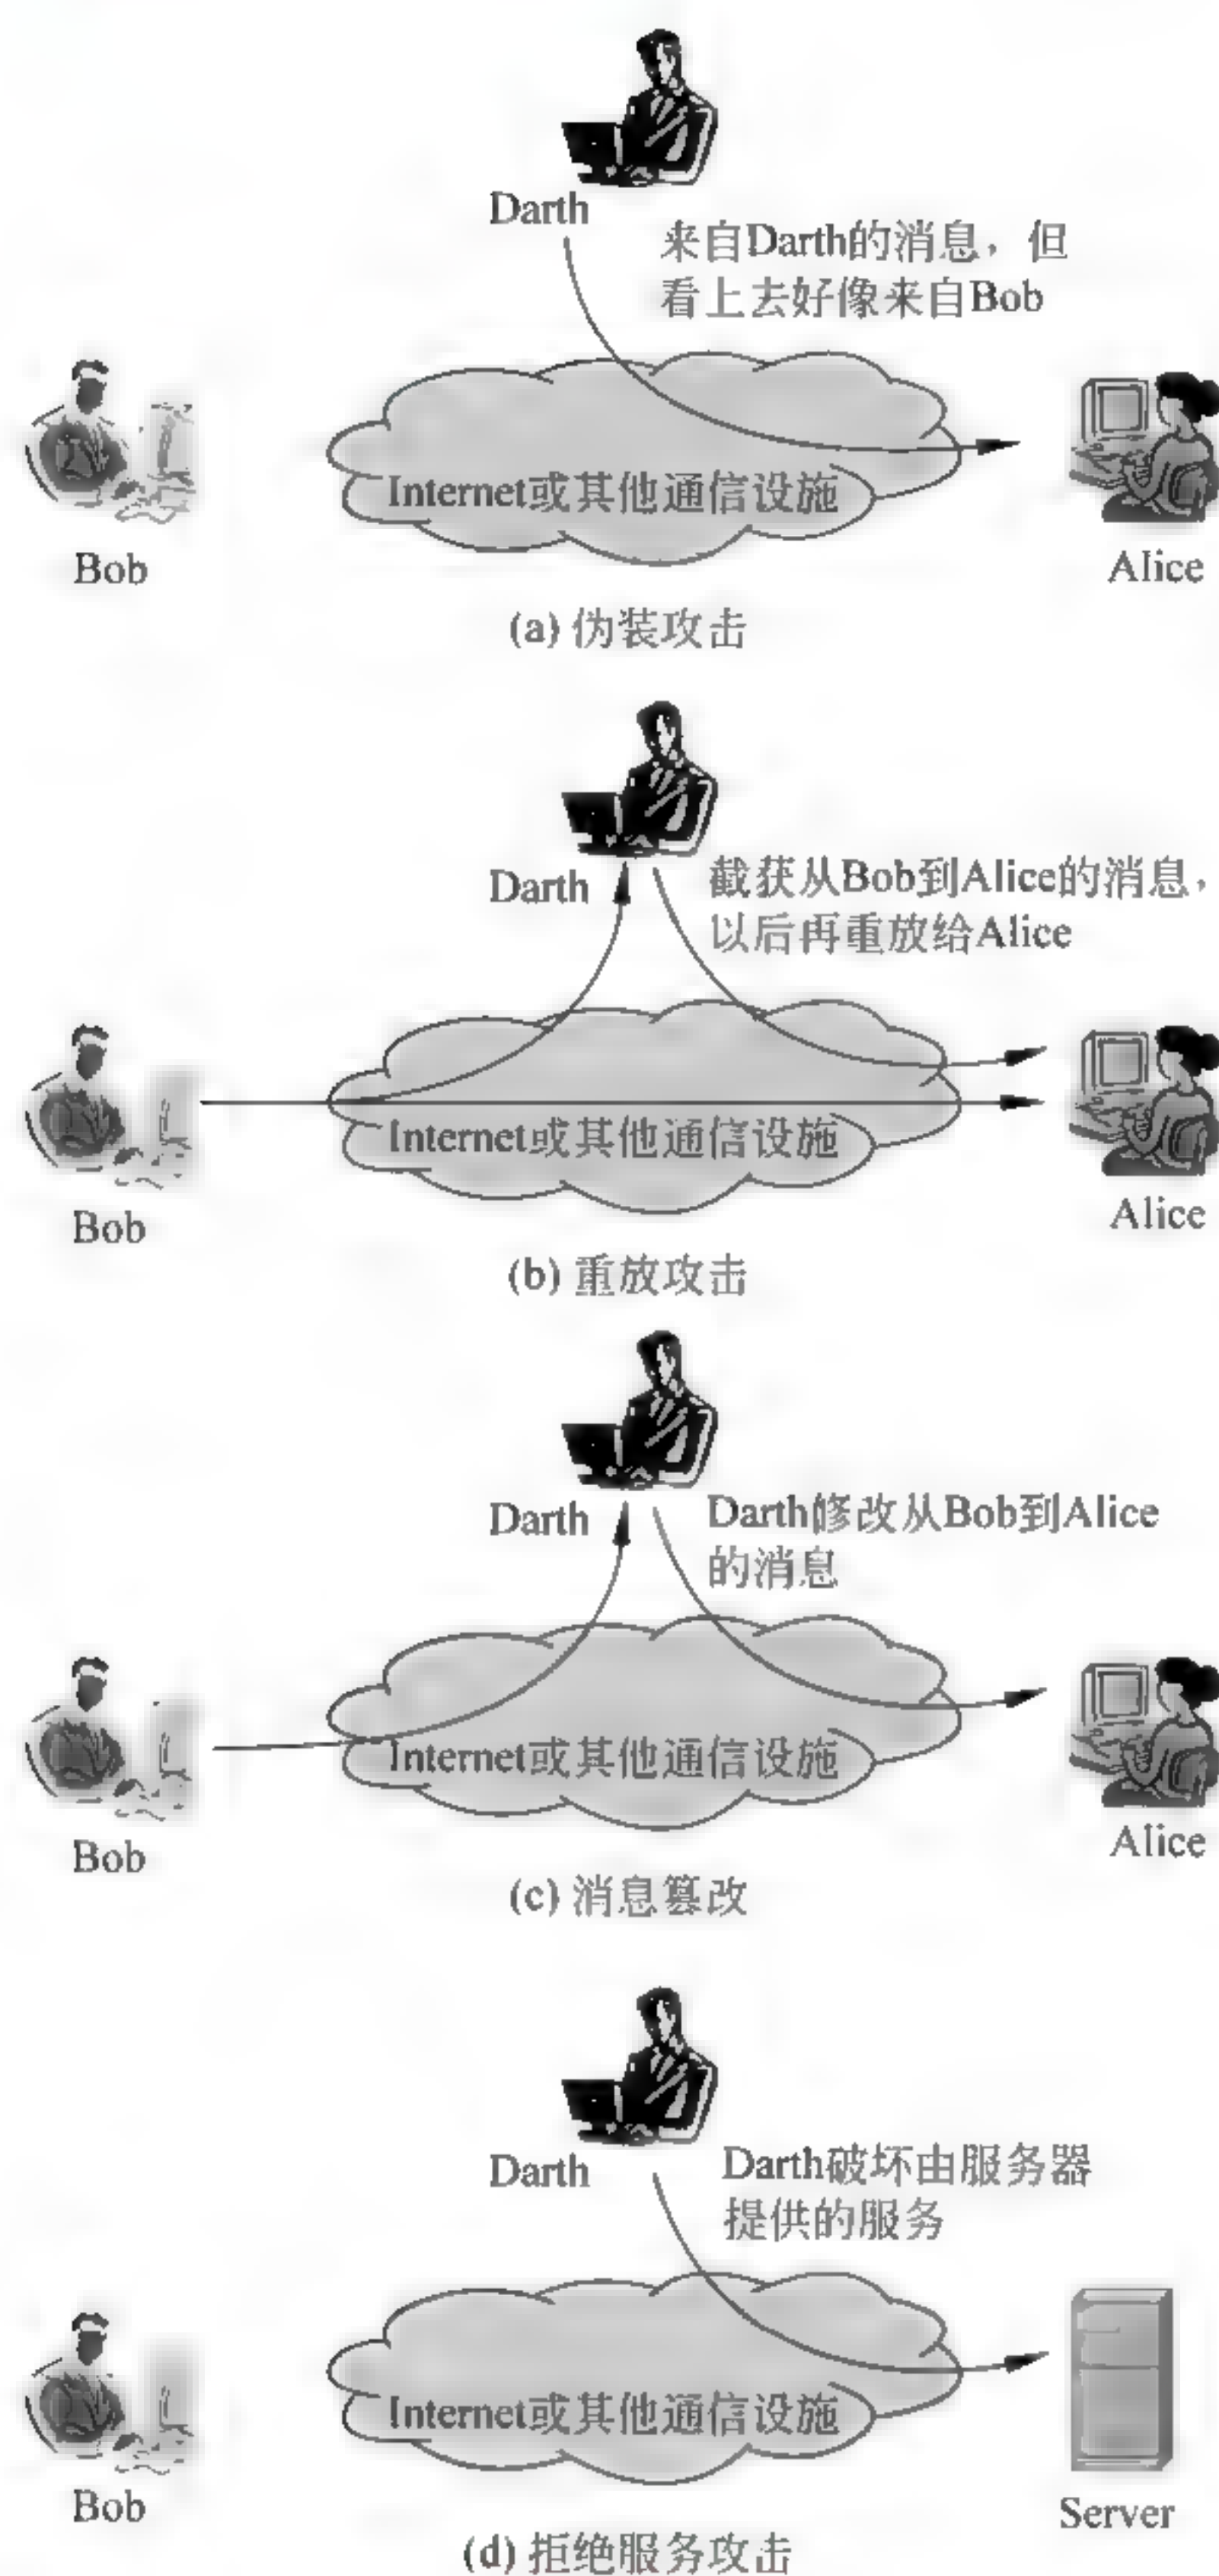 Darth
来自Darth的消息，但
看上去好像来自Bob
Internet或其他通信设施
Bob
Alice
(a) 伪装攻击
Darth
截获从Bob到Alice的消息，
以后再重放给Alice
Internet或其他通信设施
Bob
Alice
(b) 重放攻击
Darth
Darth修改从Bob到Alice
的消息
Internet或其他通信设施
Bob
Alice
(c) 消息篡改
Darth
Darth破坏由服务器
提供的服务
Internet或其他通信设施
Bob
Server
(d) 拒绝服务攻击